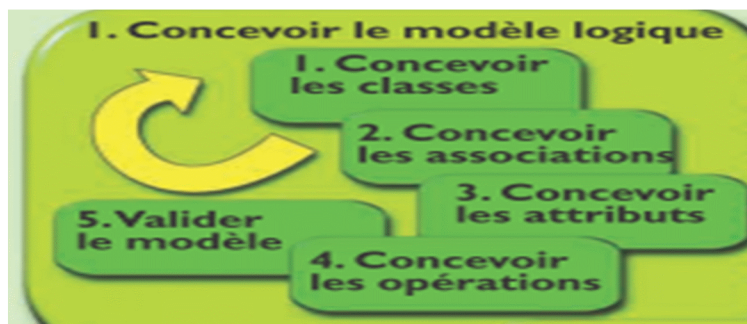 1. Concevoir le modèle logique
1. Concevoir
les classes
2. Concevoir
les associations
3. Concevoir
les attributs
4. Concevoir
les opérations
5. Valider
le modèle